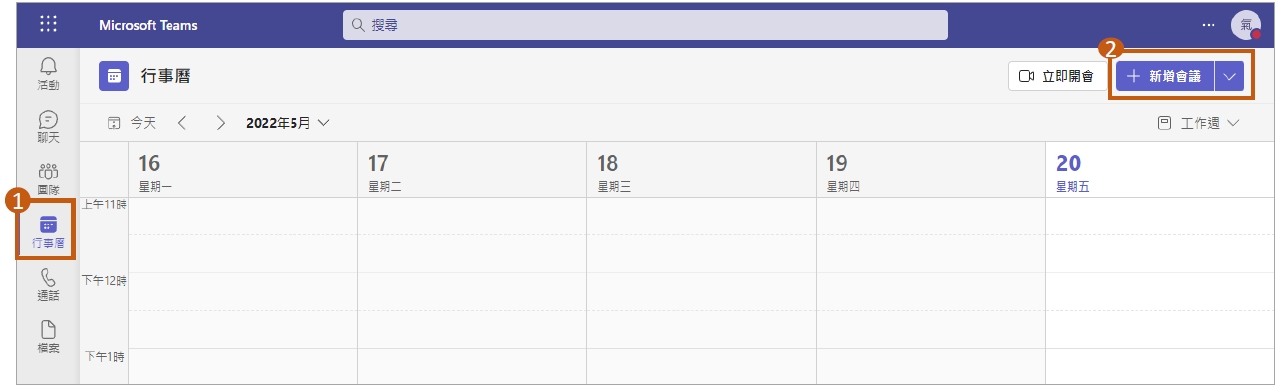 Microsoft Teams
搜尋
氣
2
活動
行事曆
立即開會
新增會議
聊天
今天
2022年5月
工作週
團隊
16
17
18
19
20
星期一
星期二
星期三
星期四
星期五
1
行事曆
上午11時
通話
下午12時
檔案
下午1時